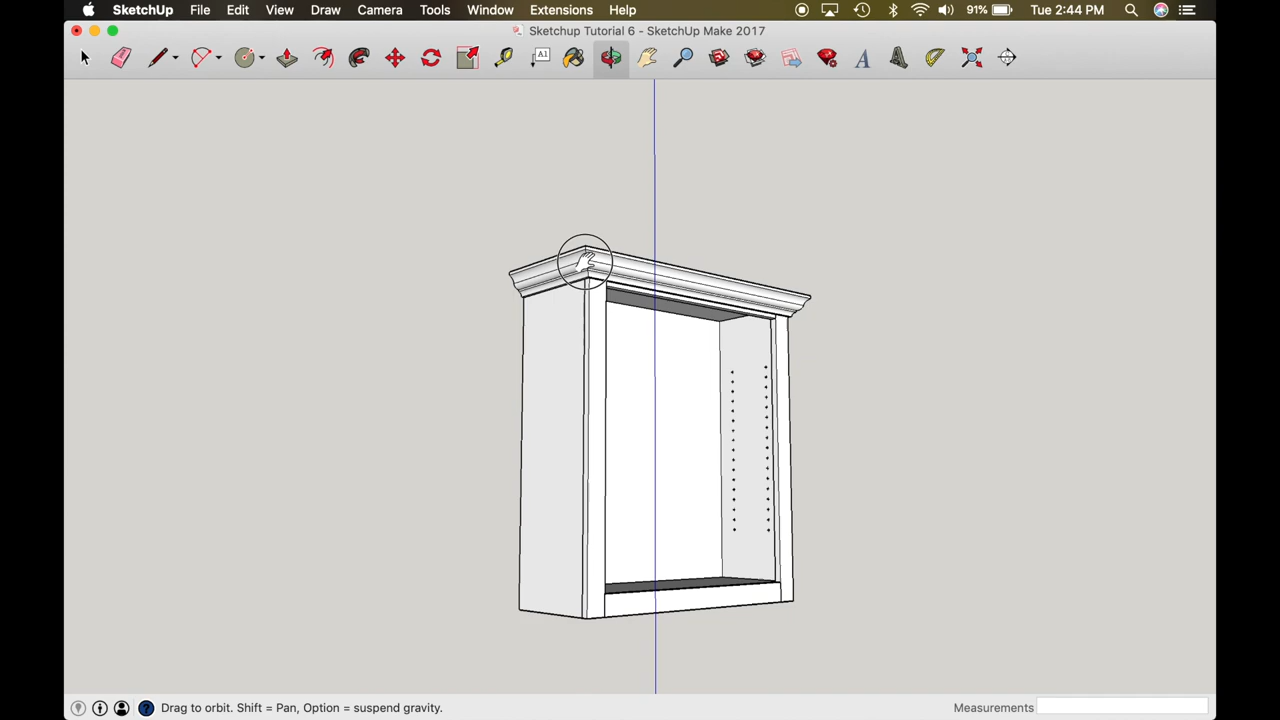 SketchUp File Edit View Draw Camera Tools Window Extensions Help 91% Tue 2:44 PM
Sketchup Tutorial 6 - SketchUp Make 2017
A1
Drag to orbit. Shift = Pan, Option = suspend gravity. Measurements